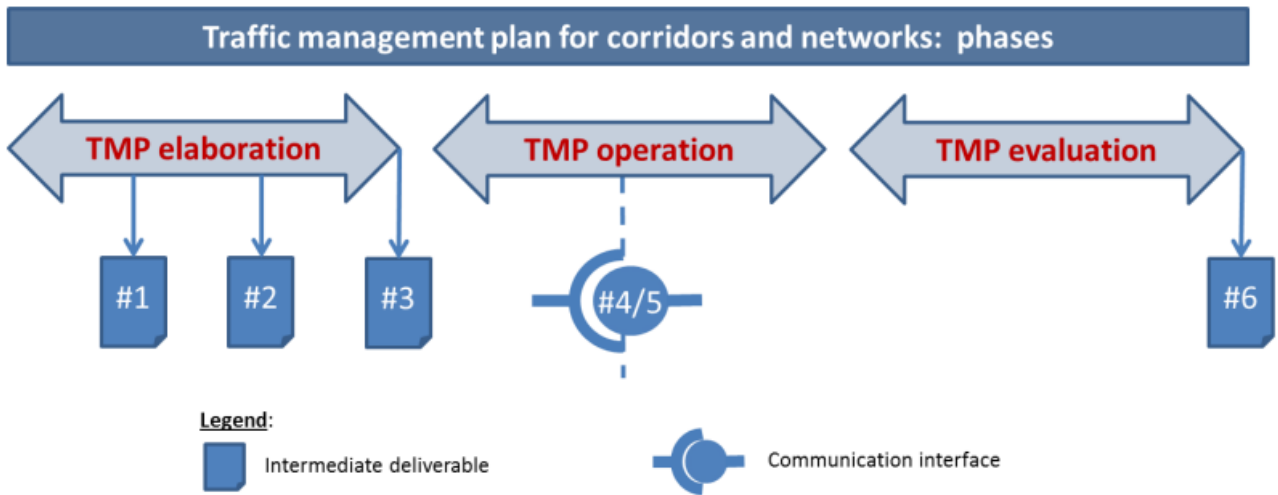 Traffic management plan for corridors and networks: phases
TMP elaboration
TMP operation
TMP evaluation
#1
#2
#3
#4/5
#6
Legend:
Intermediate deliverable
Communication interface